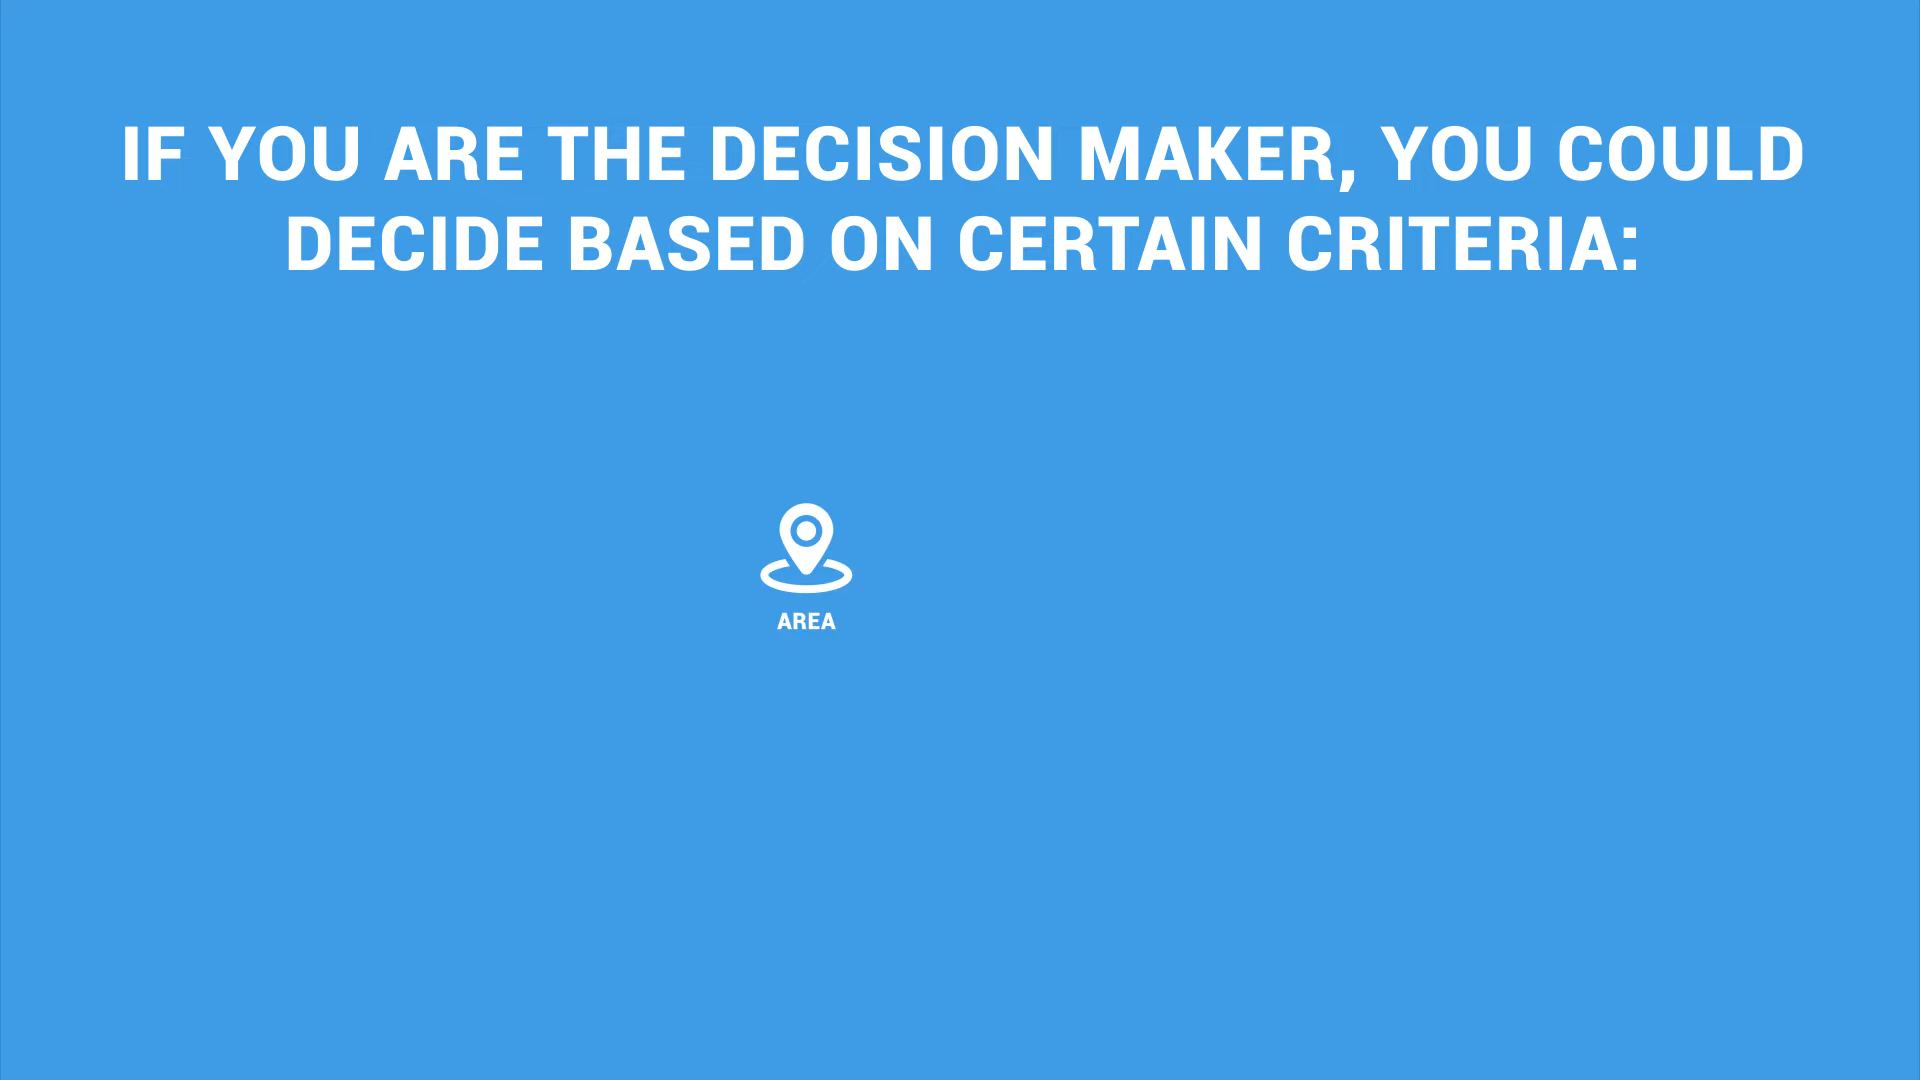 IF YOU ARE THE DECISION MAKER, YOU COULD
DECIDE BASED ON CERTAIN CRITERIA:
AREA